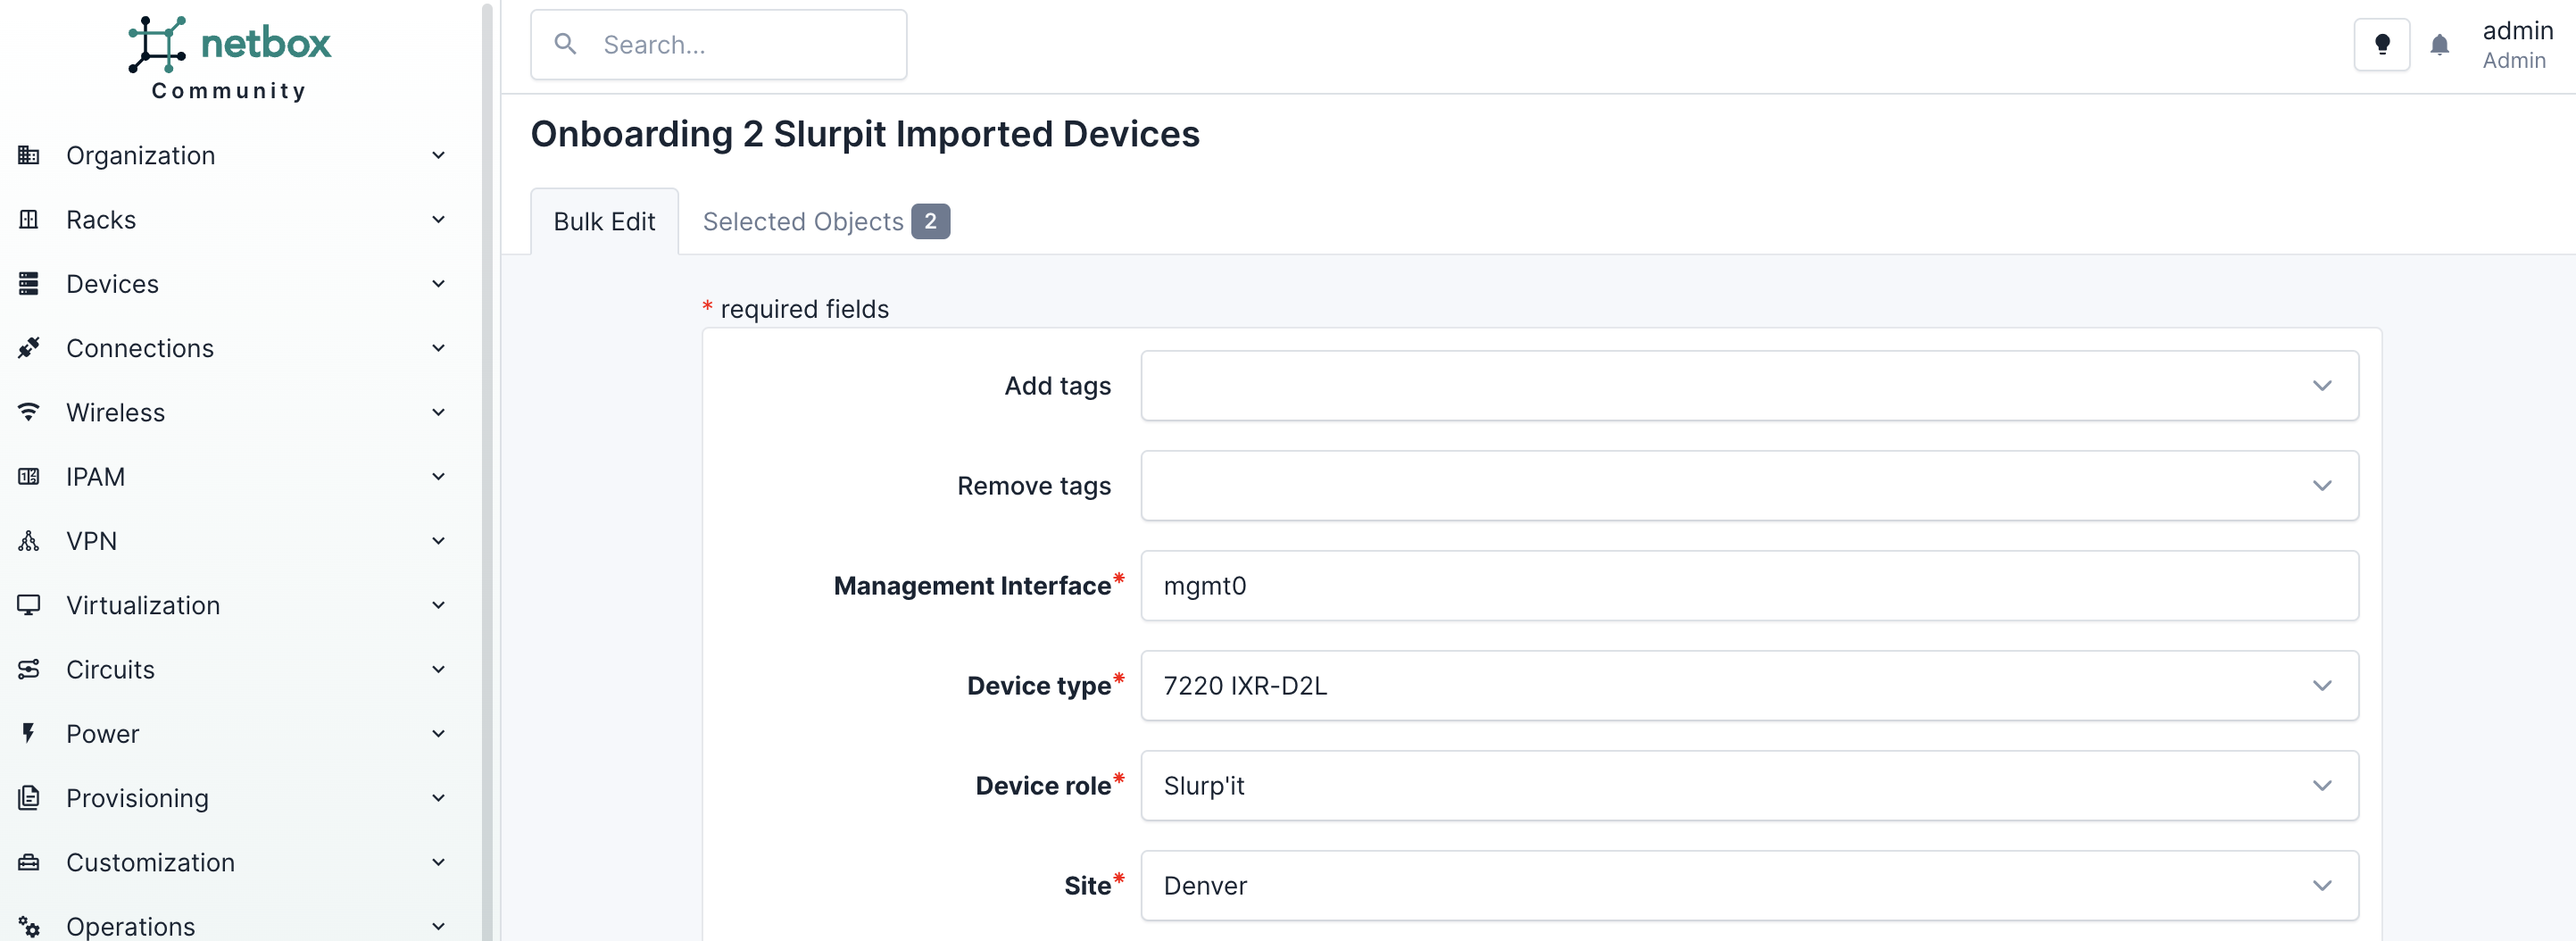 netbox
Community
Search...
admin
Admin
Onboarding 2 Slurpit Imported Devices
Organization
Racks
Devices
Connections
Wireless
IPAM
VPN
Virtualization
Circuits
Power
Provisioning
Customization
Operations
Bulk Edit
Selected Objects 2
* required fields
Add tags
Remove tags
Management Interface* mgmt0
Device type* 7220 IXR-D2L
Device role* Slurp'it
Site* Denver